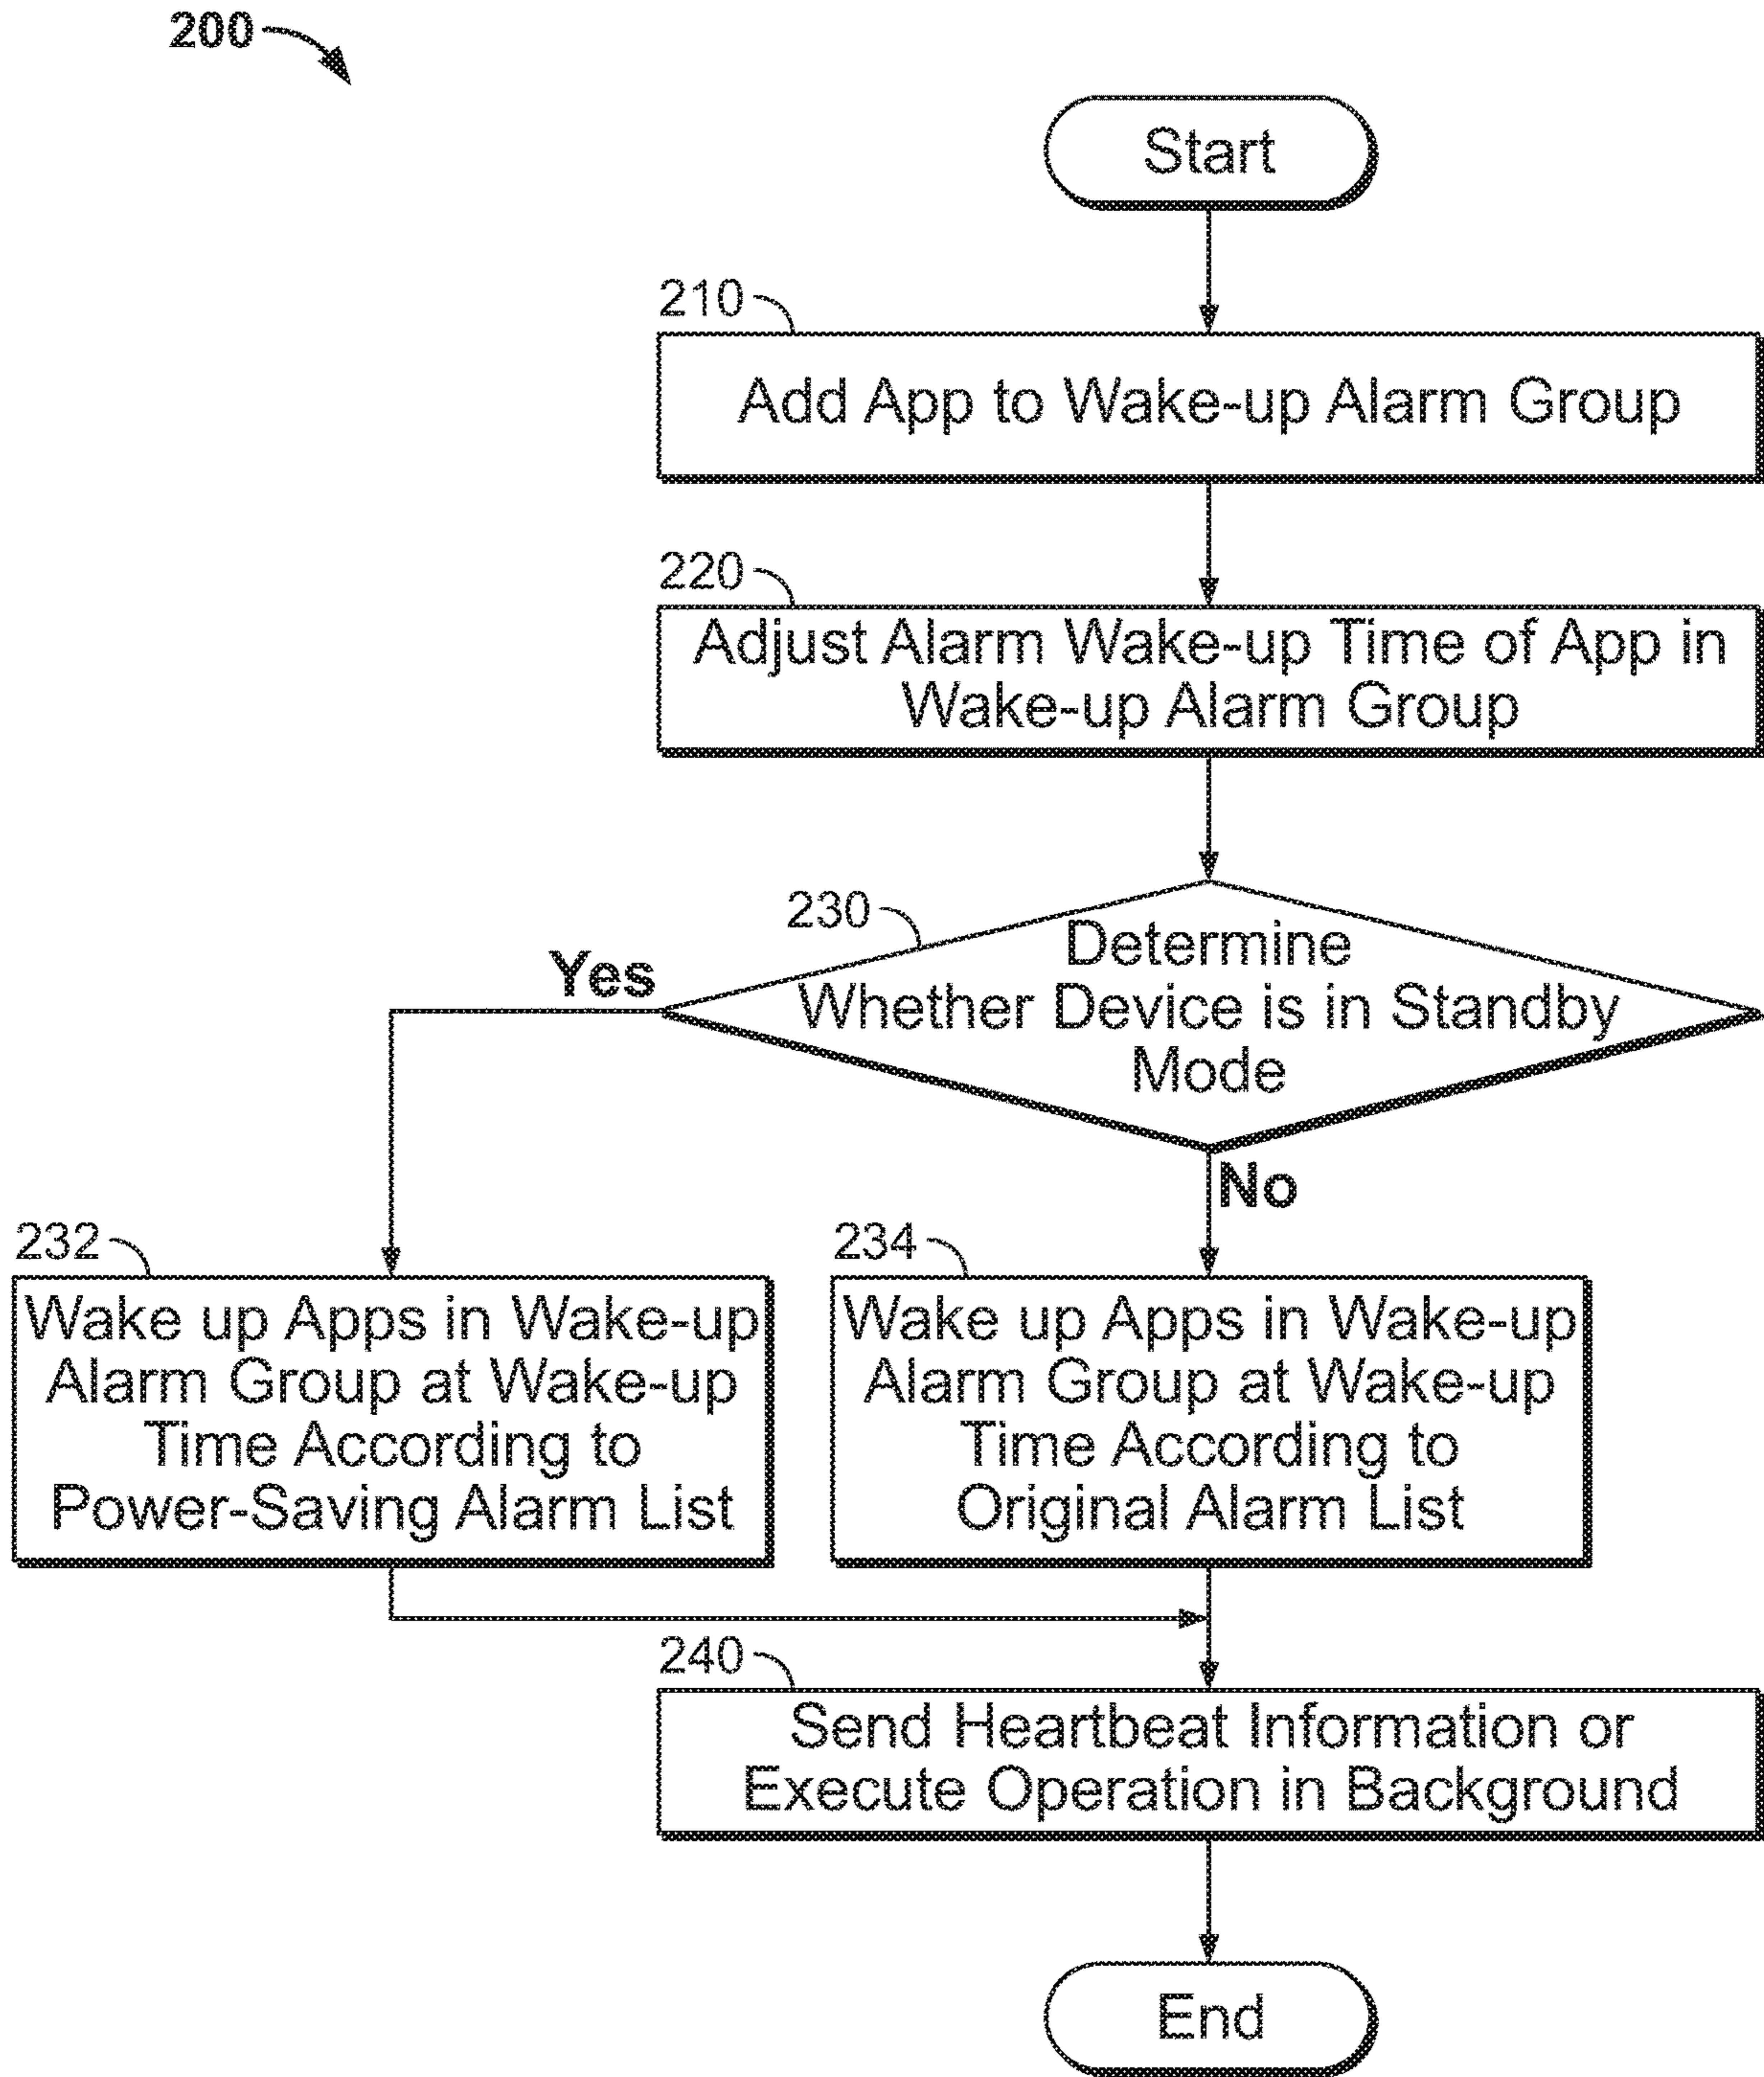 200
Start
210
Add App to Wake-up Alarm Group
220
Adjust Alarm Wake-up Time of App in
Wake-up Alarm Group
230
Determine
Whether Device is in Standby
Mode
Yes
No
232
Wake up Apps in Wake-up
Alarm Group at Wake-up
Time According to
Power-Saving Alarm List
234
Wake up Apps in Wake-up
Alarm Group at Wake-up
Time According to
Original Alarm List
240
Send Heartbeat Information or
Execute Operation in Background
End